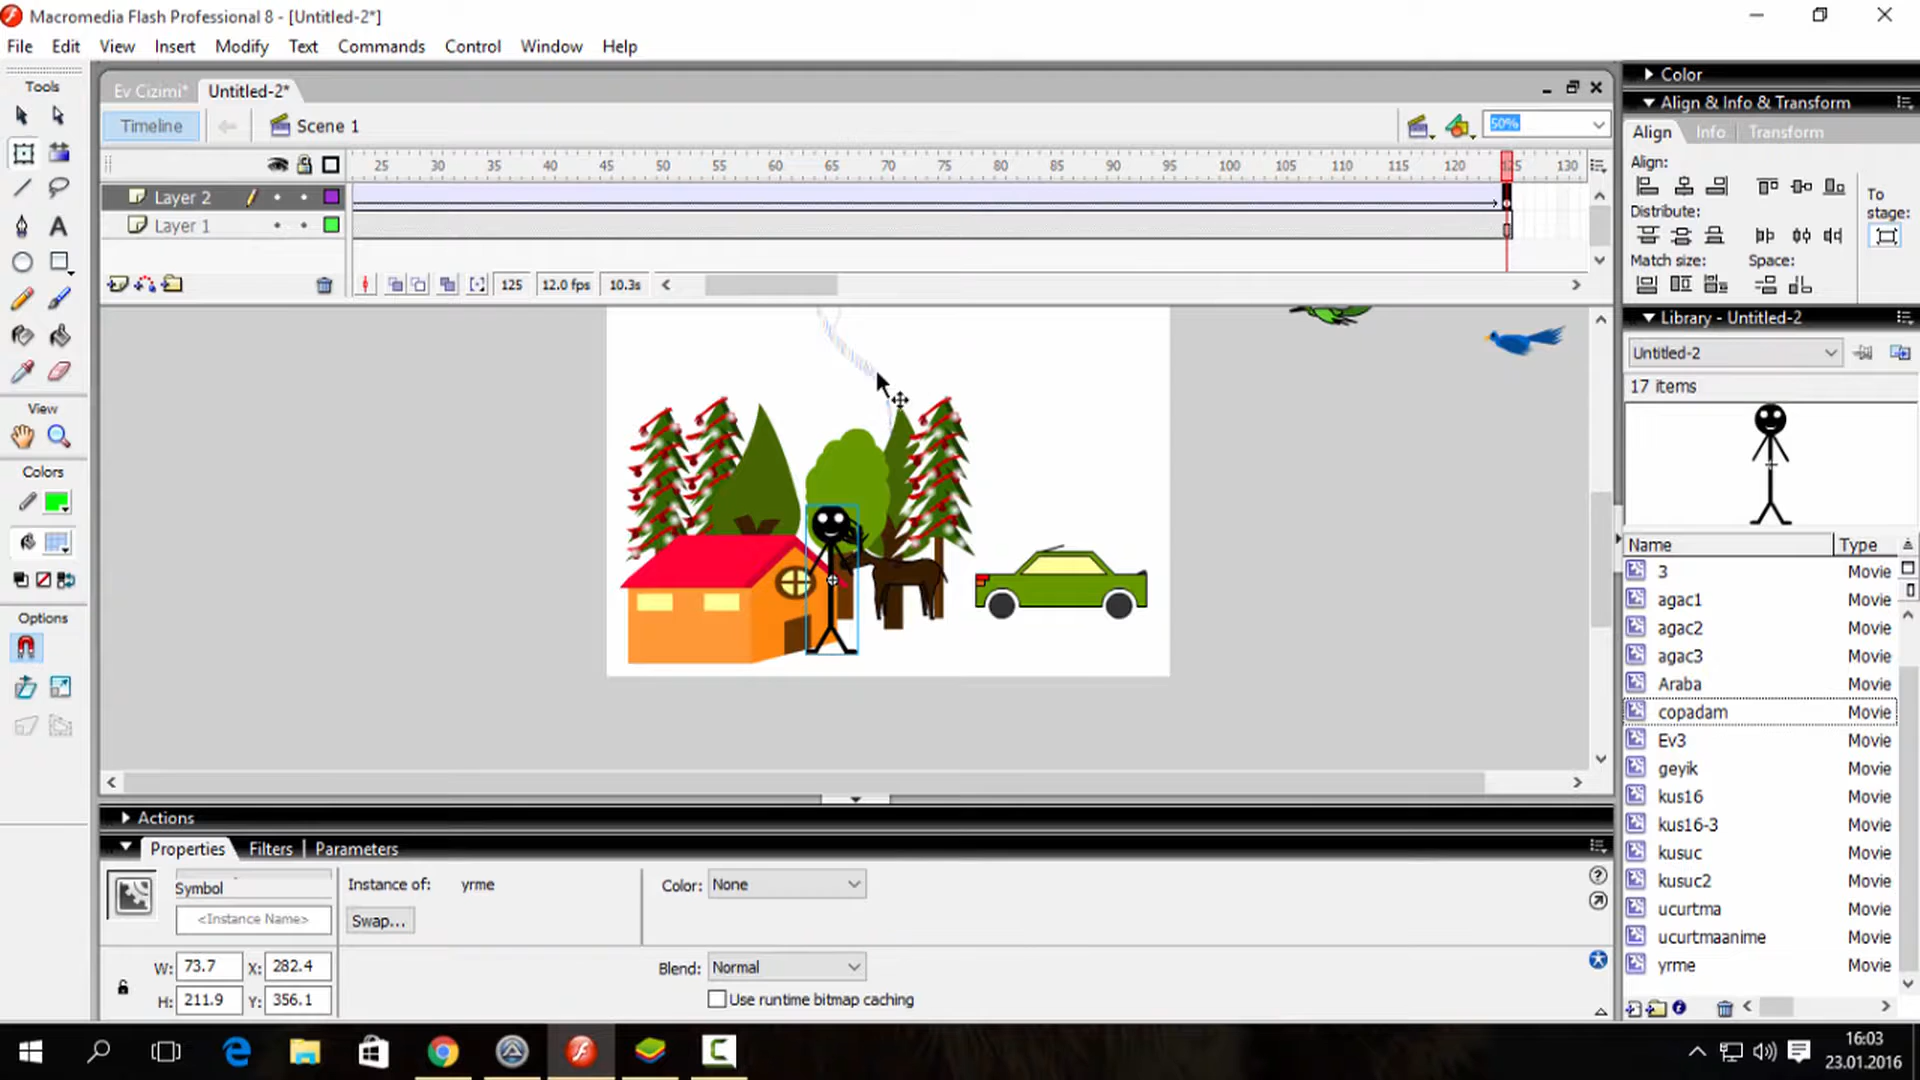 Macromedia Flash Professional 8 - [Untitled-2*]
File Edit View Insert Modify Text Commands Control Window Help
Tools
View
Colors
Options
Ev Cizimi* Untitled-2*
Timeline Scene 1 50%
25 30 35 40 45 50 55 60 65 70 75 80 85 90 95 100 105 110 115 120 125 130
Layer 2
Layer 1
125 12.0 fps 10.3s
Actions
Properties Filters Parameters
Symbol Instance of: yrme Color: None
<Instance Name> Swap...
W: 73.7 X: 282.4 Blend: Normal
H: 211.9 Y: 356.1 Use runtime bitmap caching
Color
Align & Info & Transform
Align Info Transform
Align:
To
stage:
Distribute:
Match size: Space:
Library - Untitled-2
Untitled-2
17 items
Name Type
3 Movie
agac1 Movie
agac2 Movie
agac3 Movie
Araba Movie
copadam Movie
Ev3 Movie
geyik Movie
kus16 Movie
kus16-3 Movie
kusuc Movie
kusuc2 Movie
ucurtma Movie
ucurtmaanime Movie
yrme Movie
16:03
23.01.2016